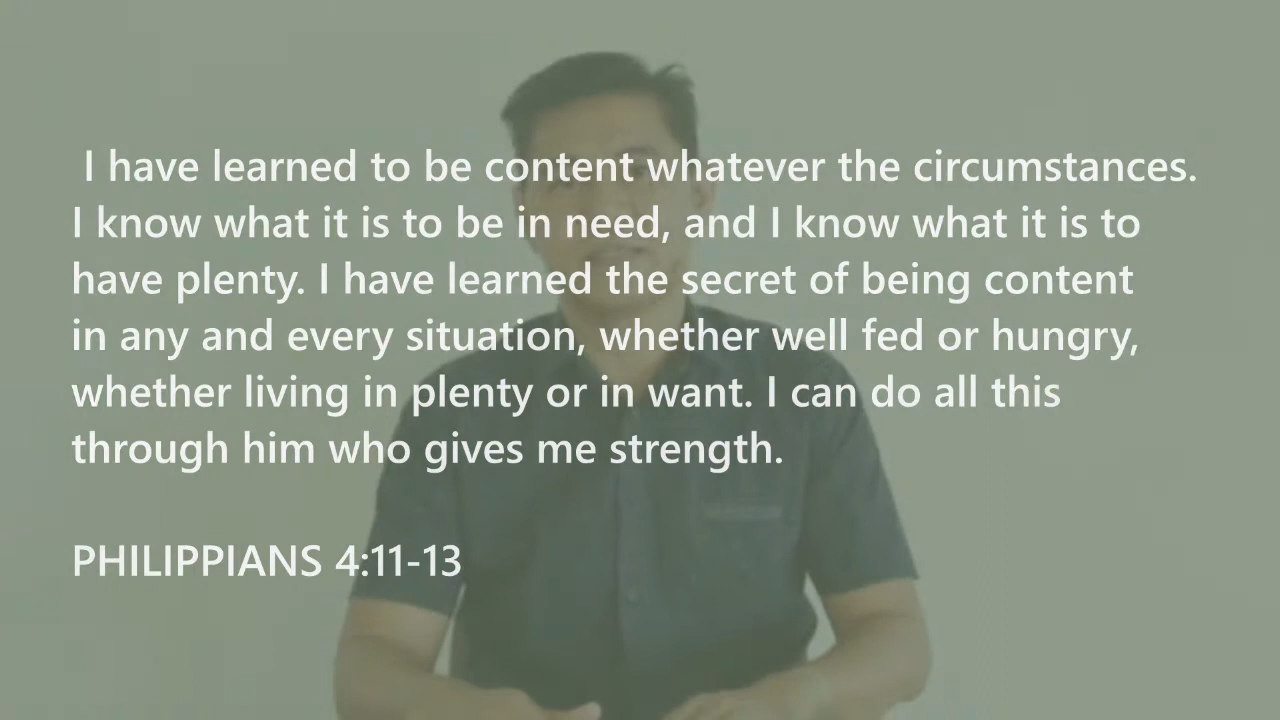 I have learned to be content whatever the circumstances.
I know what it is to be in need, and I know what it is to
have plenty. I have learned the secret of being content
in any and every situation, whether well fed or hungry,
whether living in plenty or in want. I can do all this
through him who gives me strength.
PHILIPPIANS 4:11-13